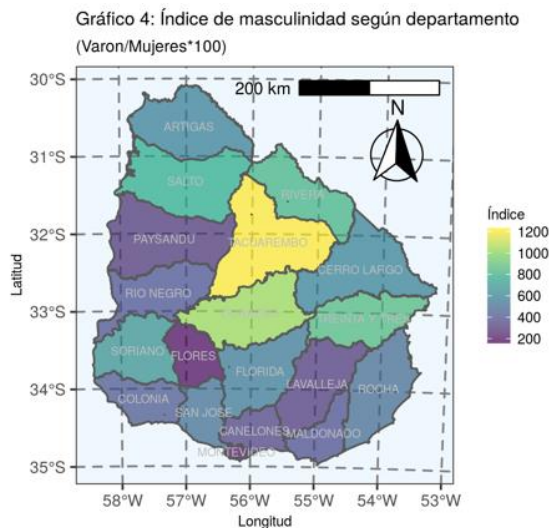 Gráfico 4: Índice de masculinidad según departamento
(Varon/Mujeres*100)
30°S
200 km
N
ARTIGAS
31°S
SALTO
RIVERA
Índice
32°S
PAYSANDU
TACUAREMBO
1200
CERRO LARGO
1000
RIO NEGRO
800
33°S
600
TREINTA Y TRES
400
SORIANO
FLORES
200
FLORIDA
LAVALLEJA
34°S
COLONIA
ROCHA
SAN JOSE
CANELONES
MALDONADO
MONTEVIDEO
35°S
58°W 57°W 56°W 55°W 54°W 53°W
Latitud
Longitud